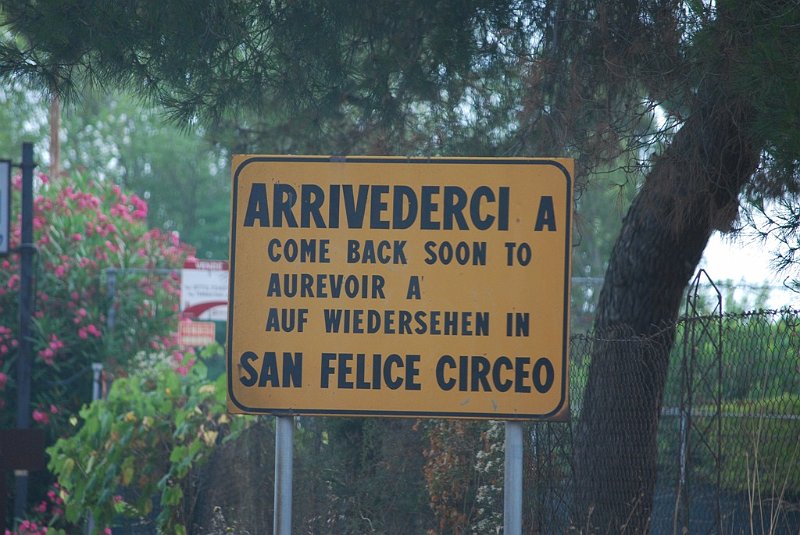 ARRIVEDERCI A
COME BACK SOON TO
AUREVOIR A'
AUF WIEDERSEHEN IN
SAN FELICE CIRCEO